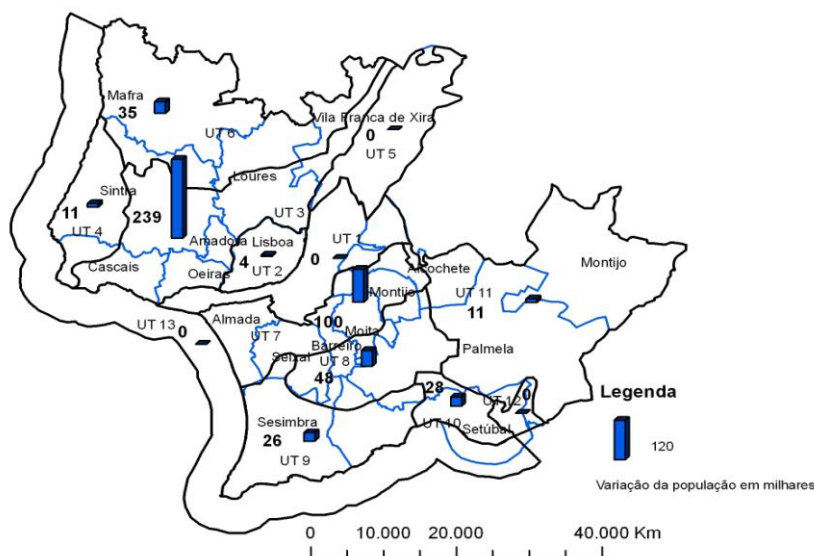 Mafra
35
UT 6
Vila Franca de Xira
0
UT 5
Loures
Sintra
11
UT 4
239
UT 3
Amadora
Lisboa
4
UT 2
UT 1
0
Cascais
Oeiras
Montijo
Alcochete
Montijo
UT 11
11
UT 13
0
Almada
UT 7
100
Moita
Barreiro
Seixal
UT 8
48
Palmela
28
UT 12
0
UT 10
Setúbal
Sesimbra
26
UT 9
Legenda
120
Variação da população em milhares
0 10.000 20.000 40.000 Km